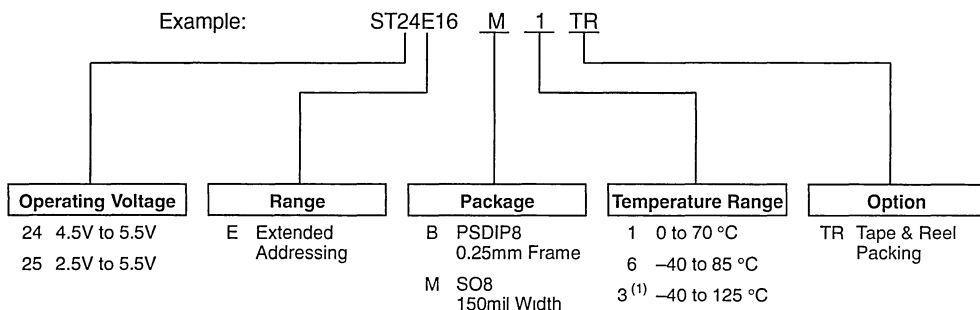 Example: ST24E16 M 1 TR
Operating Voltage
24 4.5V to 5.5V
25 2.5V to 5.5V
Range
E Extended
Addressing
Package
B PSDIP8
0.25mm Frame
M SO8
150mil Width
Temperature Range
1 0 to 70 °C
6 –40 to 85 °C
3 (1) –40 to 125 °C
Option
TR Tape & Reel
Packing